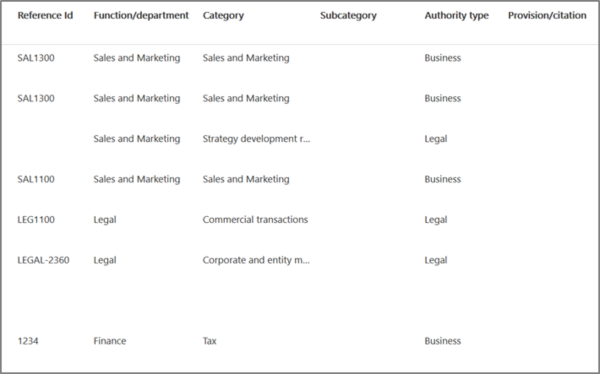 Reference Id Function/department Category Subcategory Authority type Provision/citation
SAL1300 Sales and Marketing Sales and Marketing Business
SAL1300 Sales and Marketing Sales and Marketing Business
Sales and Marketing Strategy development r... Legal
SAL1100 Sales and Marketing Sales and Marketing Business
LEG1100 Legal Commercial transactions Legal
LEGAL-2360 Legal Corporate and entity m... Legal
1234 Finance Tax Business